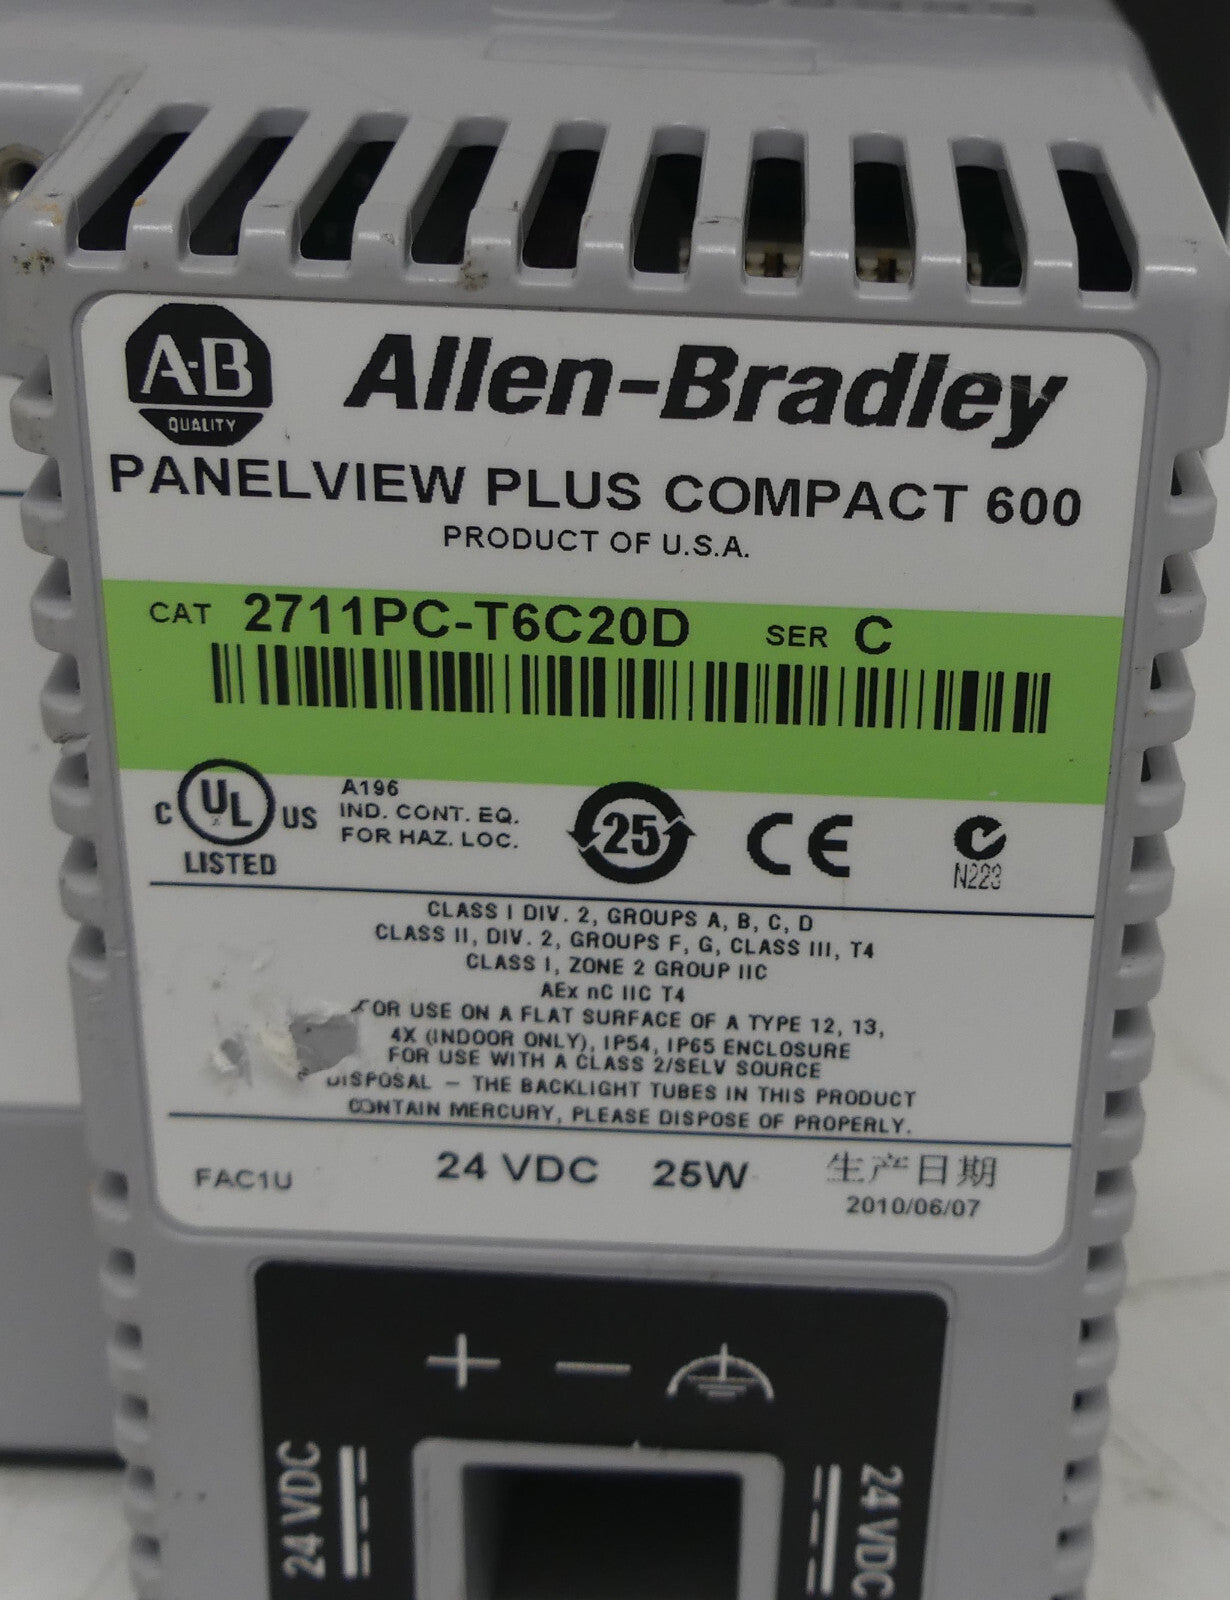 A-B
QUALITY
Allen-Bradley
PANELVIEW PLUS COMPACT 600
PRODUCT OF U.S.A.
CAT 2711PC-T6C20D SER C
C UL US
LISTED
A196
IND. CONT. EQ.
FOR HAZ. LOC.
25
CE
N223
CLASS I DIV. 2, GROUPS A, B, C, D
CLASS II, DIV. 2, GROUPS F, G, CLASS III, T4
CLASS I, ZONE 2 GROUP IIC
AEx nC IIC T4
FOR USE ON A FLAT SURFACE OF A TYPE 12, 13,
4X (INDOOR ONLY), IP54, IP65 ENCLOSURE
FOR USE WITH A CLASS 2/SELV SOURCE
DISPOSAL – THE BACKLIGHT TUBES IN THIS PRODUCT
CONTAIN MERCURY, PLEASE DISPOSE OF PROPERLY.
FAC1U 24 VDC 25W 生产日期
2010/06/07
+ –
24 VDC
24 VDC